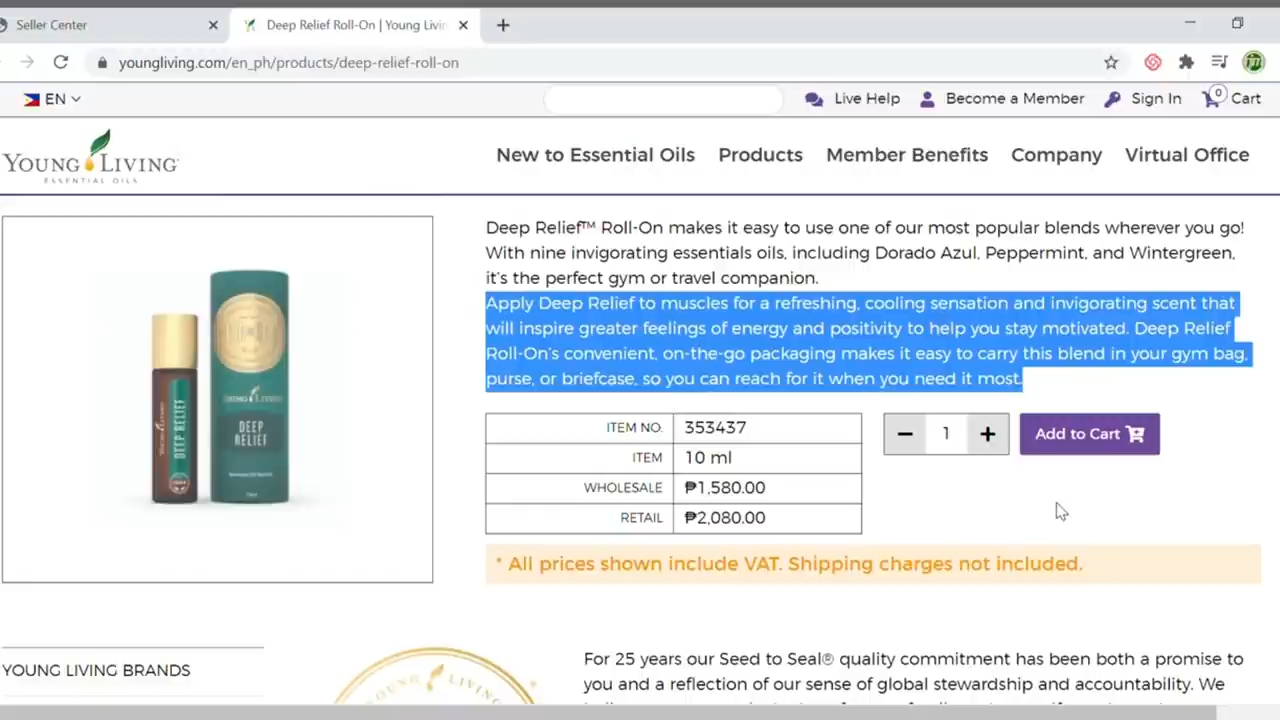 Seller Center
Deep Relief Roll-On | Young Livin
youngliving.com/en_ph/products/deep-relief-roll-on
EN
Live Help
Become a Member
Sign In
0
Cart
YOUNG LIVING
ESSENTIAL OILS
New to Essential Oils
Products
Member Benefits
Company
Virtual Office
Deep Relief™ Roll-On makes it easy to use one of our most popular blends wherever you go!
With nine invigorating essentials oils, including Dorado Azul, Peppermint, and Wintergreen,
it's the perfect gym or travel companion.
Apply Deep Relief to muscles for a refreshing, cooling sensation and invigorating scent that
will inspire greater feelings of energy and positivity to help you stay motivated. Deep Relief
Roll-On's convenient, on-the-go packaging makes it easy to carry this blend in your gym bag,
purse, or briefcase, so you can reach for it when you need it most.
YOUNG LIVING
DEEP RELIEF
YOUNG LIVING
DEEP
RELIEF
ITEM NO. 353437
ITEM 10 ml
WHOLESALE ₱1,580.00
RETAIL ₱2,080.00
− 1 +
Add to Cart
* All prices shown include VAT. Shipping charges not included.
YOUNG LIVING BRANDS
YOUNG LIVING
For 25 years our Seed to Seal® quality commitment has been both a promise to
you and a reflection of our sense of global stewardship and accountability. We